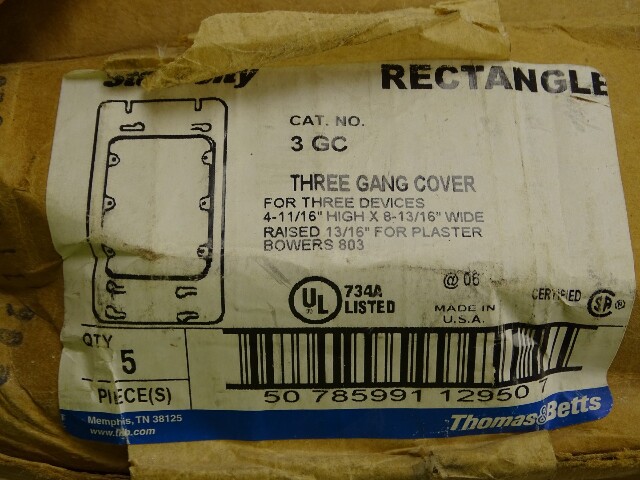 RECTANGLE
CAT. NO.
3 GC
THREE GANG COVER
FOR THREE DEVICES
4-11/16" HIGH X 8-13/16" WIDE
RAISED 13/16" FOR PLASTER
BOWERS 803
@ 06
UL
734A
LISTED
MADE IN
U.S.A.
CERTIFIED
QTY
5
PIECE(S)
50 785991 12950 7
Memphis, TN 38125
Thomas&Betts